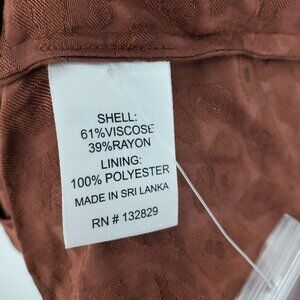 SHELL:
61%VISCOSE
39%RAYON
LINING:
100% POLYESTER
MADE IN SRI LANKA
RN # 132829